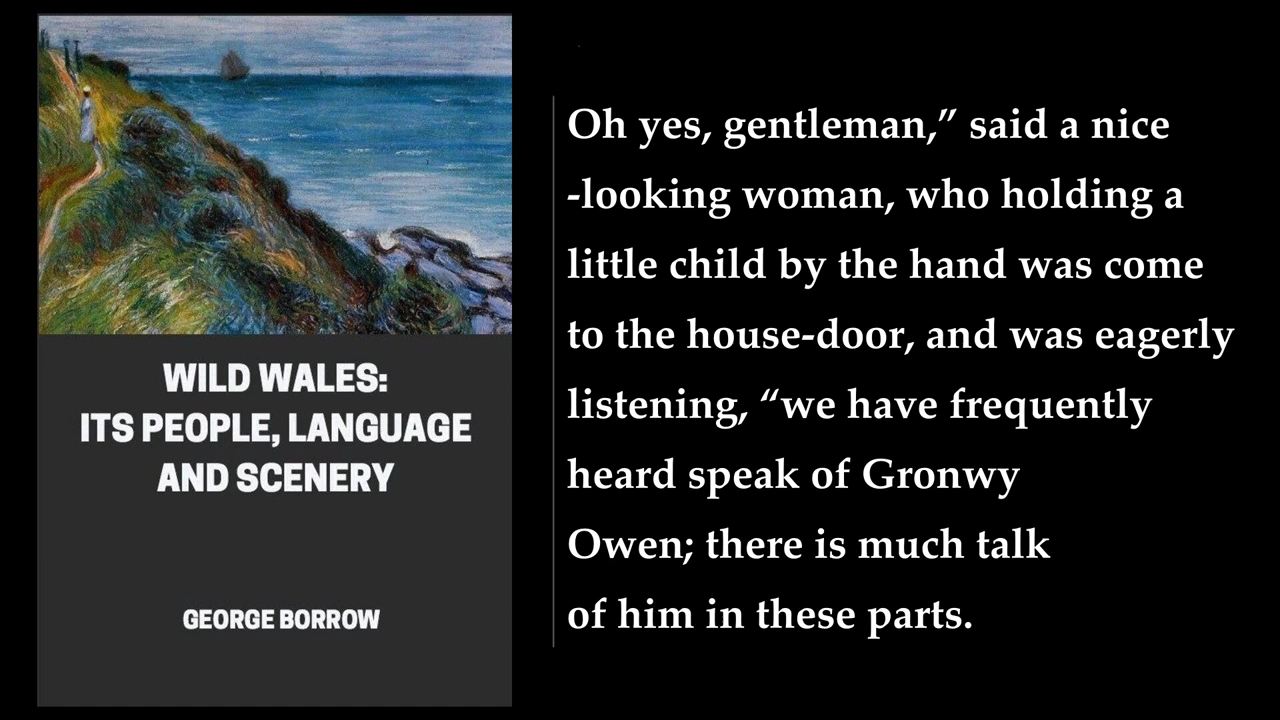 WILD WALES:
ITS PEOPLE, LANGUAGE
AND SCENERY
GEORGE BORROW
Oh yes, gentleman,” said a nice
-looking woman, who holding a
little child by the hand was come
to the house-door, and was eagerly
listening, “we have frequently
heard speak of Gronwy
Owen; there is much talk
of him in these parts.